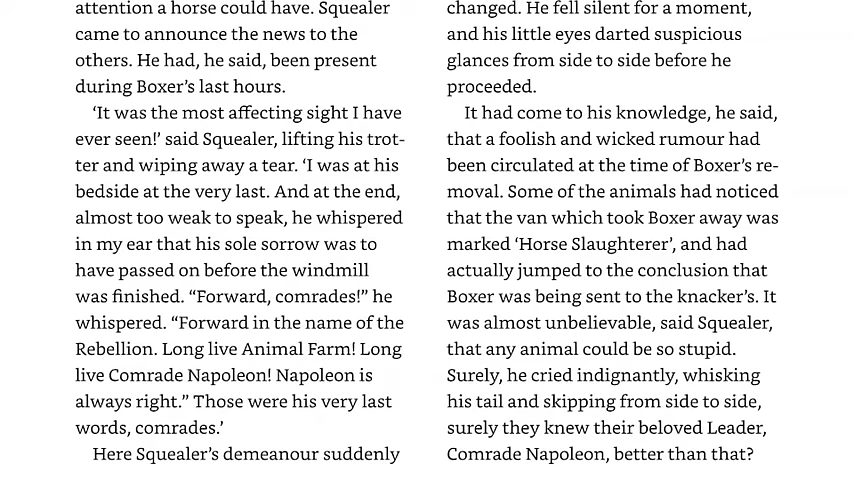 attention a horse could have. Squealer
came to announce the news to the
others. He had, he said, been present
during Boxer’s last hours.
‘It was the most affecting sight I have
ever seen!’ said Squealer, lifting his trot-
ter and wiping away a tear. ‘I was at his
bedside at the very last. And at the end,
almost too weak to speak, he whispered
in my ear that his sole sorrow was to
have passed on before the windmill
was finished. “Forward, comrades!” he
whispered. “Forward in the name of the
Rebellion. Long live Animal Farm! Long
live Comrade Napoleon! Napoleon is
always right.” Those were his very last
words, comrades.’
Here Squealer’s demeanour suddenly
changed. He fell silent for a moment,
and his little eyes darted suspicious
glances from side to side before he
proceeded.
It had come to his knowledge, he said,
that a foolish and wicked rumour had
been circulated at the time of Boxer’s re-
moval. Some of the animals had noticed
that the van which took Boxer away was
marked ‘Horse Slaughterer’, and had
actually jumped to the conclusion that
Boxer was being sent to the knacker’s. It
was almost unbelievable, said Squealer,
that any animal could be so stupid.
Surely, he cried indignantly, whisking
his tail and skipping from side to side,
surely they knew their beloved Leader,
Comrade Napoleon, better than that?